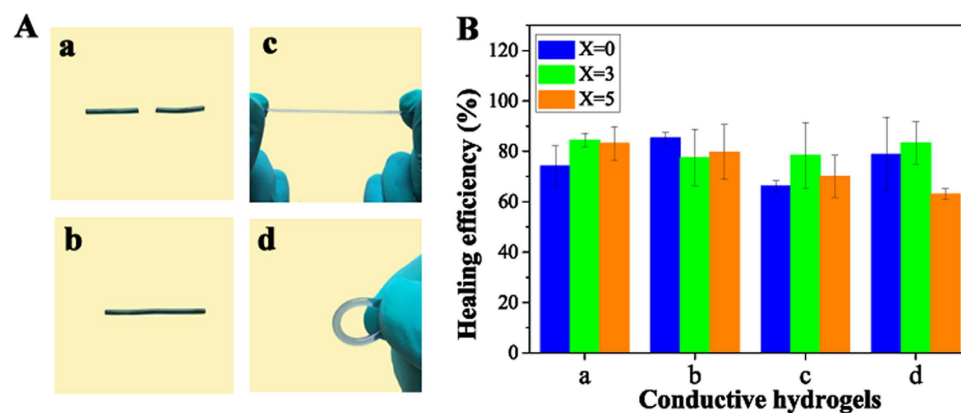 A
a
c
b
d
B
Healing efficiency (%)
120
100
80
60
40
20
0
X=0
X=3
X=5
a b c d
Conductive hydrogels